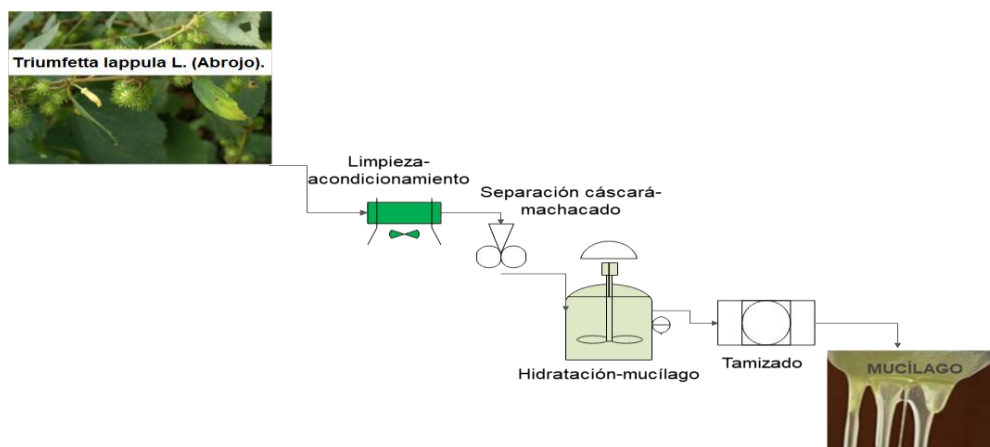 Triumfetta lappula L. (Abrojo).
Limpieza-
acondicionamiento
Separación cáscará-
machacado
Hidratación-mucílago
Tamizado
MUCÍLAGO